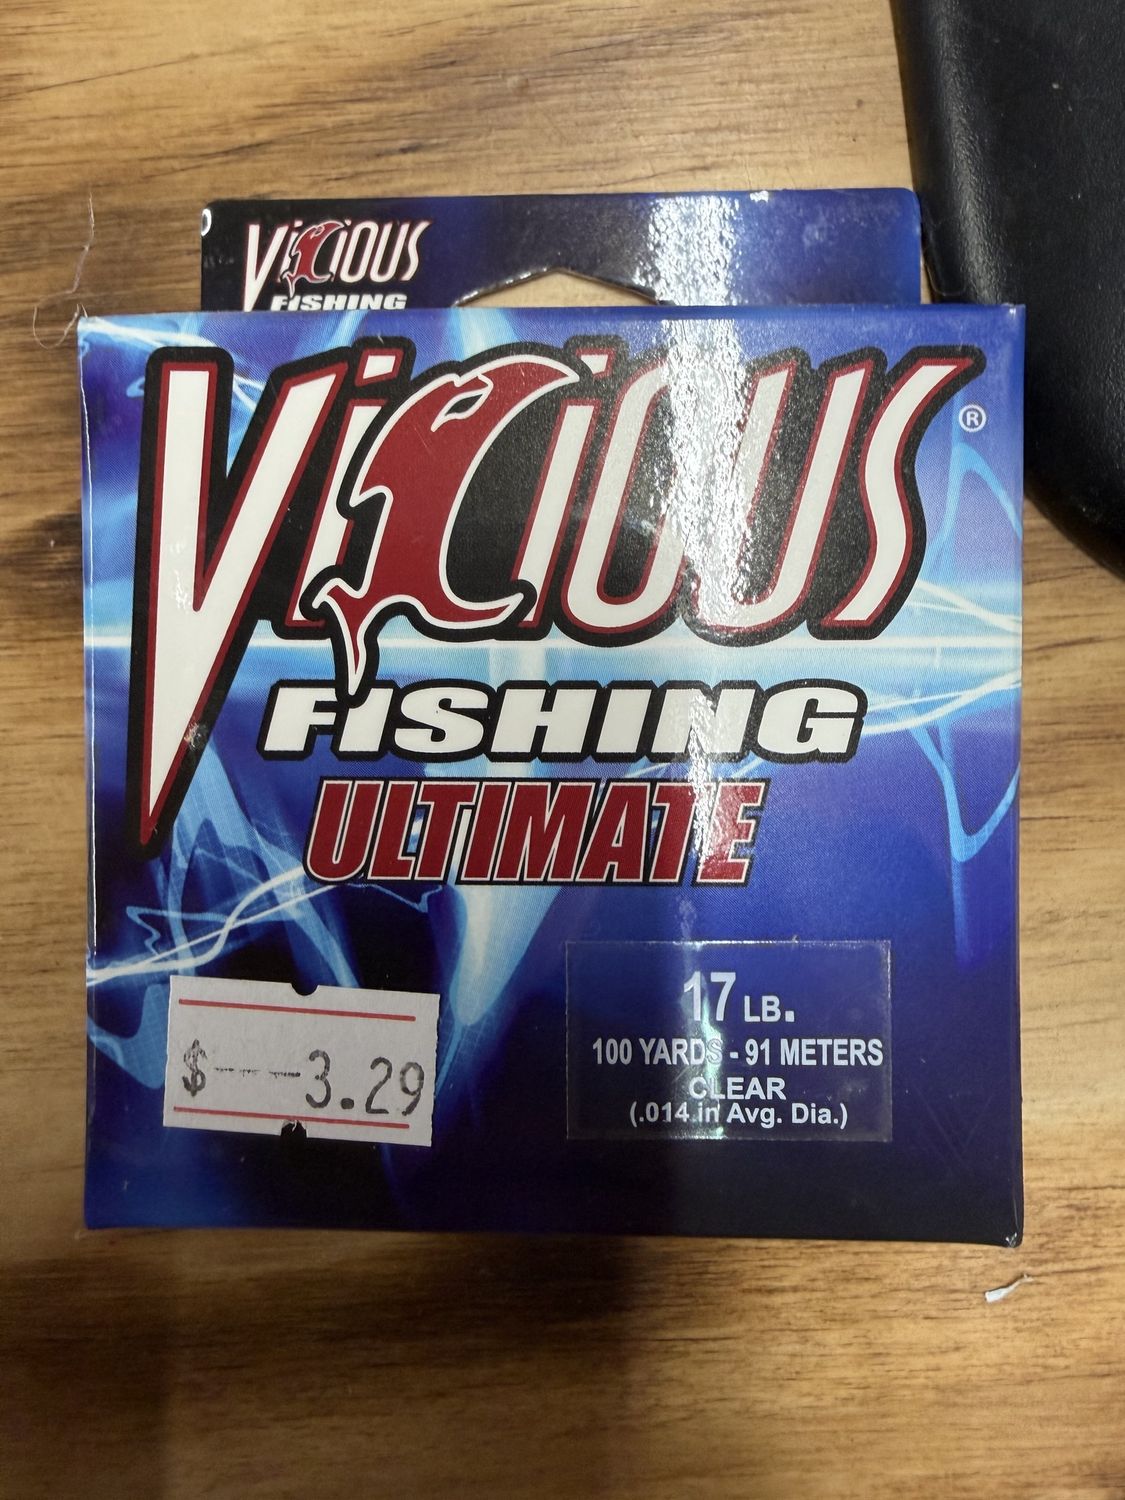 Vicious
FISHING
Vicious®
FISHING
ULTIMATE
17 LB.
100 YARDS - 91 METERS
CLEAR
(.014 in Avg. Dia.)
$---3.29